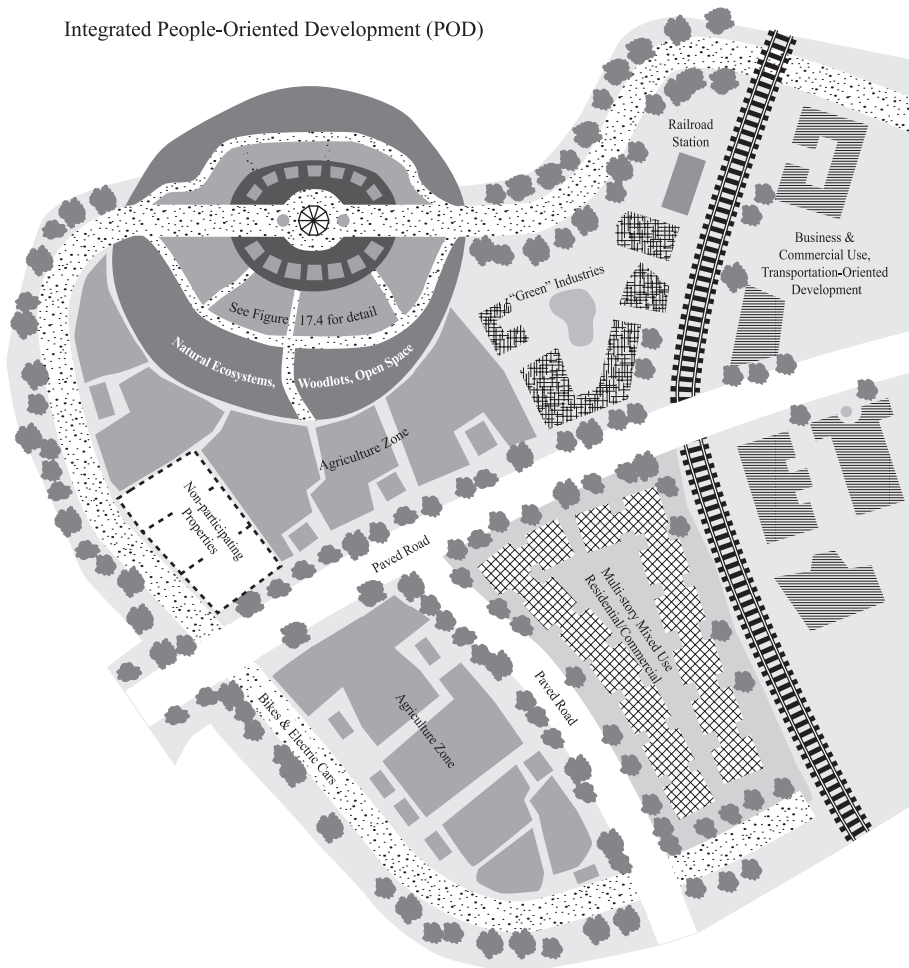 Integrated People-Oriented Development (POD)
Railroad
Station
Business &
Commercial Use,
Transportation-Oriented
Development
"Green" Industries
See Figure 17.4 for detail
Natural Ecosystems, Woodlots, Open Space
Agriculture Zone
Non-participating
Properties
Paved Road
Multi-story Mixed Use
Residential/Commercial
Paved Road
Bikes & Electric Cars
Agriculture Zone